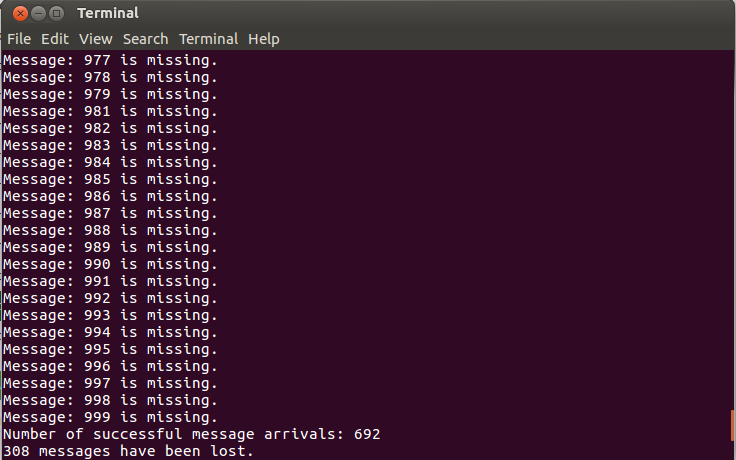 Terminal
File Edit View Search Terminal Help
Message: 977 is missing.
Message: 978 is missing.
Message: 979 is missing.
Message: 981 is missing.
Message: 982 is missing.
Message: 983 is missing.
Message: 984 is missing.
Message: 985 is missing.
Message: 986 is missing.
Message: 987 is missing.
Message: 988 is missing.
Message: 989 is missing.
Message: 990 is missing.
Message: 991 is missing.
Message: 992 is missing.
Message: 993 is missing.
Message: 994 is missing.
Message: 995 is missing.
Message: 996 is missing.
Message: 997 is missing.
Message: 998 is missing.
Message: 999 is missing.
Number of successful message arrivals: 692
308 messages have been lost.